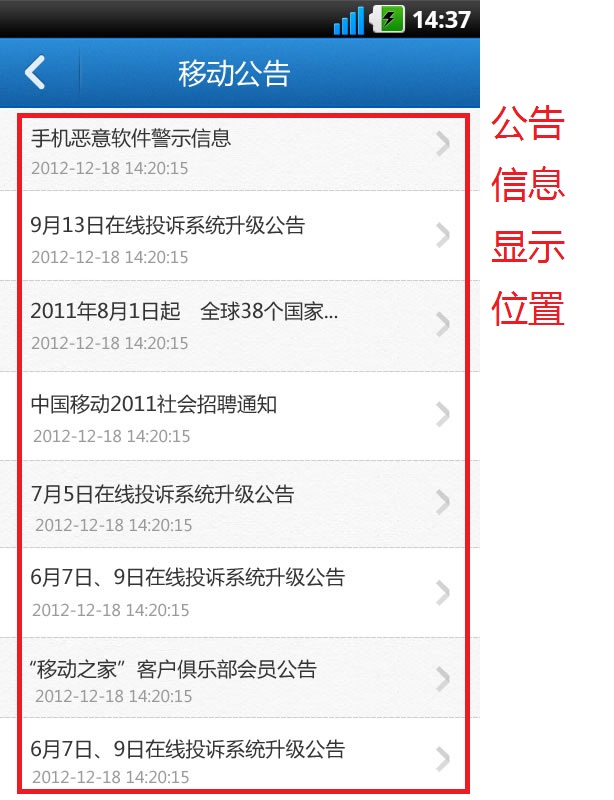 14:37
移动公告
手机恶意软件警示信息
2012-12-18 14:20:15
9月13日在线投诉系统升级公告
2012-12-18 14:20:15
2011年8月1日起　全球38个国家...
2012-12-18 14:20:15
中国移动2011社会招聘通知
2012-12-18 14:20:15
7月5日在线投诉系统升级公告
2012-12-18 14:20:15
6月7日、9日在线投诉系统升级公告
2012-12-18 14:20:15
“移动之家”客户俱乐部会员公告
2012-12-18 14:20:15
6月7日、9日在线投诉系统升级公告
2012-12-18 14:20:15
公告
信息
显示
位置